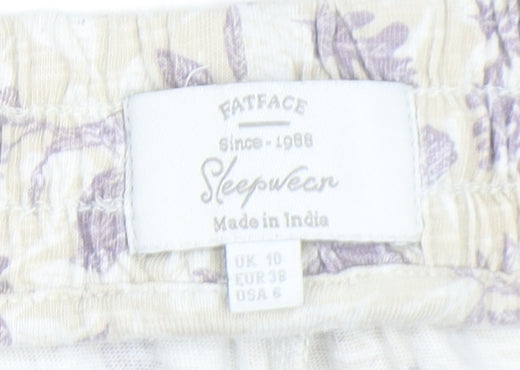 FATFACE
Since - 1988
Sleepwear
Made in India
UK 10
EUR 38
USA 6